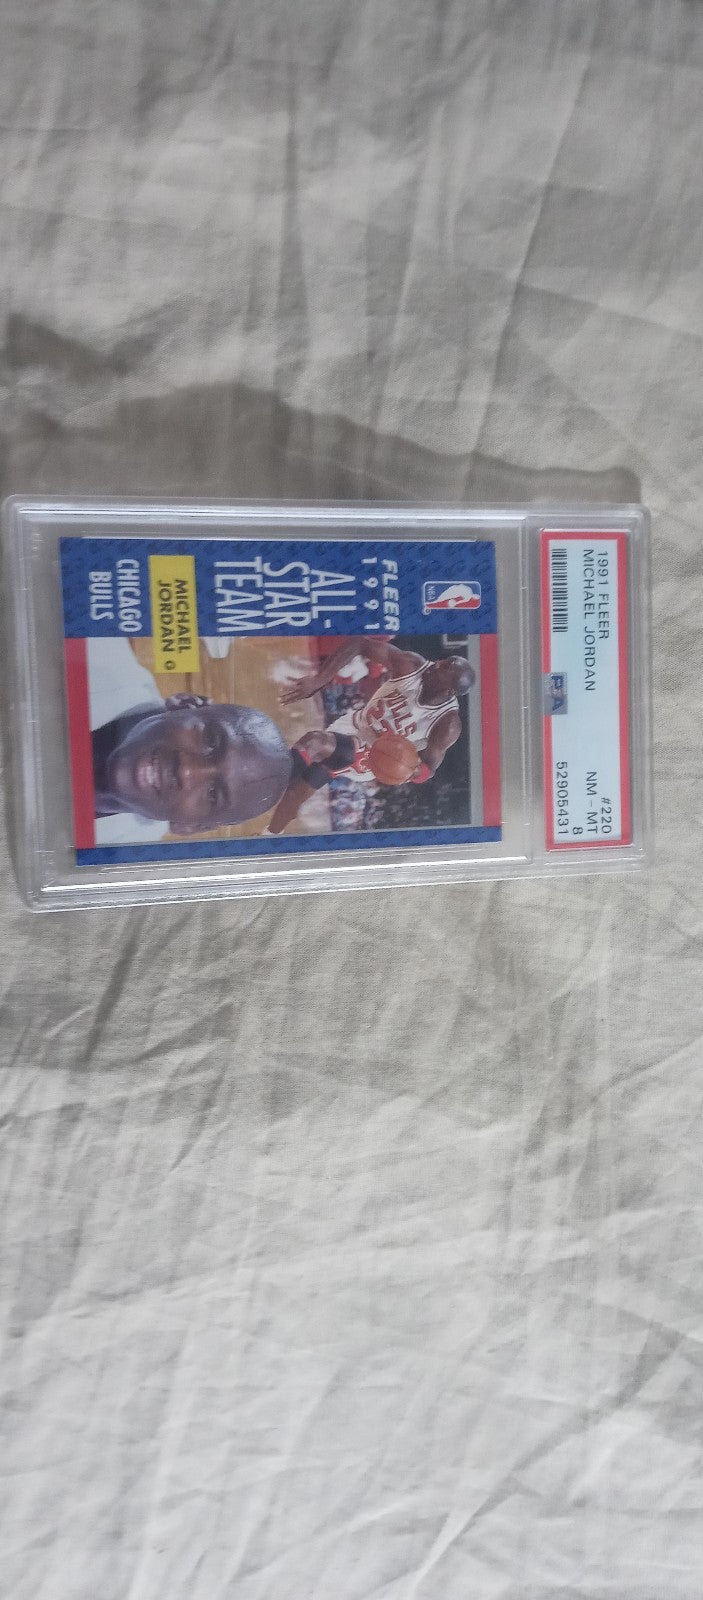 1991 FLEER
MICHAEL JORDAN
#220
NM - MT
8
PSA
52905431
FLEER
1991
ALL-
STAR
TEAM
MICHAEL
JORDAN G
CHICAGO
BULLS
NBA
BULLS